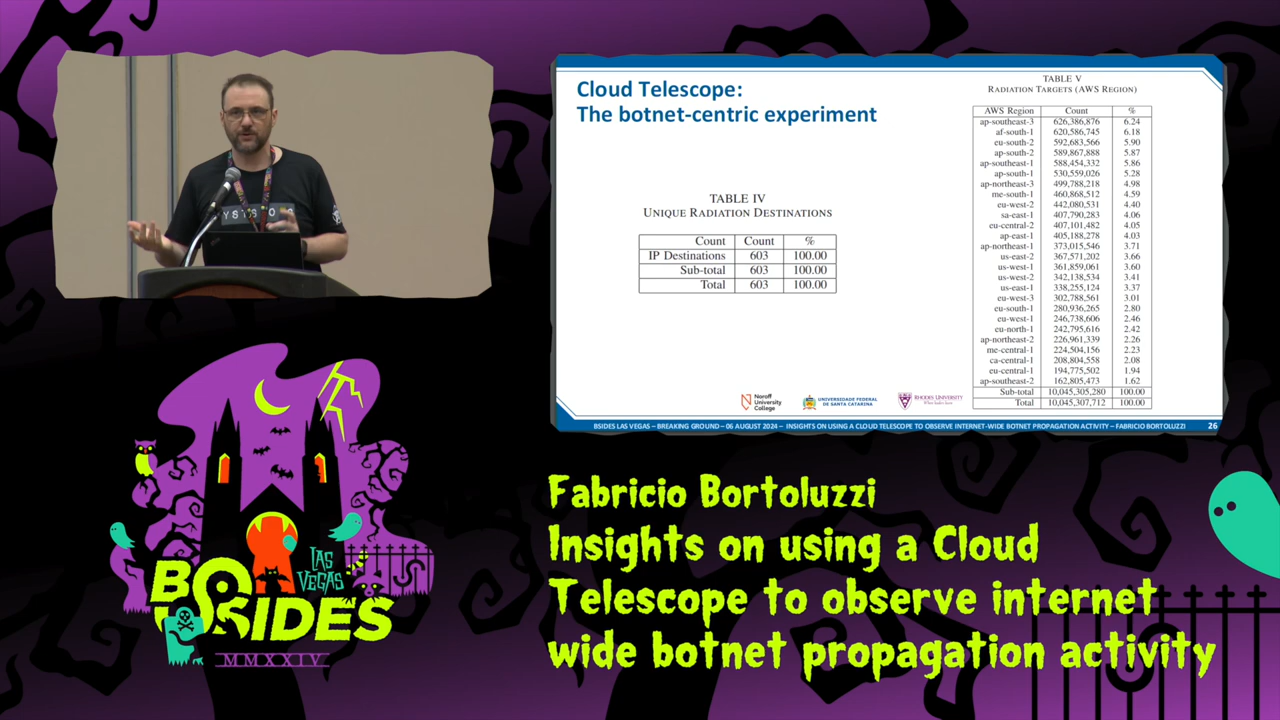 Cloud Telescope:
The botnet-centric experiment
TABLE IV
UNIQUE RADIATION DESTINATIONS
Count Count %
IP Destinations 603 100.00
Sub-total 603 100.00
Total 603 100.00
TABLE V
RADIATION TARGETS (AWS REGION)
AWS Region Count %
ap-southeast-3 626,386,876 6.24
af-south-1 620,586,745 6.18
eu-south-2 592,683,566 5.90
ap-south-2 589,867,888 5.87
ap-southeast-1 588,454,332 5.86
ap-south-1 530,559,026 5.28
ap-northeast-3 499,788,218 4.98
me-south-1 460,868,512 4.59
eu-west-2 442,080,531 4.40
sa-east-1 407,790,283 4.06
eu-central-2 407,101,482 4.05
ap-east-1 405,188,278 4.03
ap-northeast-1 373,015,546 3.71
us-east-2 367,571,202 3.66
us-west-1 361,859,061 3.60
us-west-2 342,138,534 3.41
us-east-1 338,255,124 3.37
eu-west-3 302,788,561 3.01
eu-south-1 280,936,265 2.80
eu-west-1 246,738,606 2.46
eu-north-1 242,795,616 2.42
ap-northeast-2 226,961,339 2.26
me-central-1 224,504,156 2.23
ca-central-1 208,804,558 2.08
eu-central-1 194,775,502 1.94
ap-southeast-2 162,805,473 1.62
Sub-total 10,045,305,280 100.00
Total 10,045,307,712 100.00
Noroff
University
College
UNIVERSIDADE FEDERAL
DE SANTA CATARINA
RHODES UNIVERSITY
Where leaders learn
BSIDES LAS VEGAS – BREAKING GROUND – 06 AUGUST 2024 – INSIGHTS ON USING A CLOUD TELESCOPE TO OBSERVE INTERNET-WIDE BOTNET PROPAGATION ACTIVITY – FABRICIO BORTOLUZZI 26
LAS
VEGAS
BSIDES
MMXXIV
Fabricio Bortoluzzi
Insights on using a Cloud
Telescope to observe internet
wide botnet propagation activity